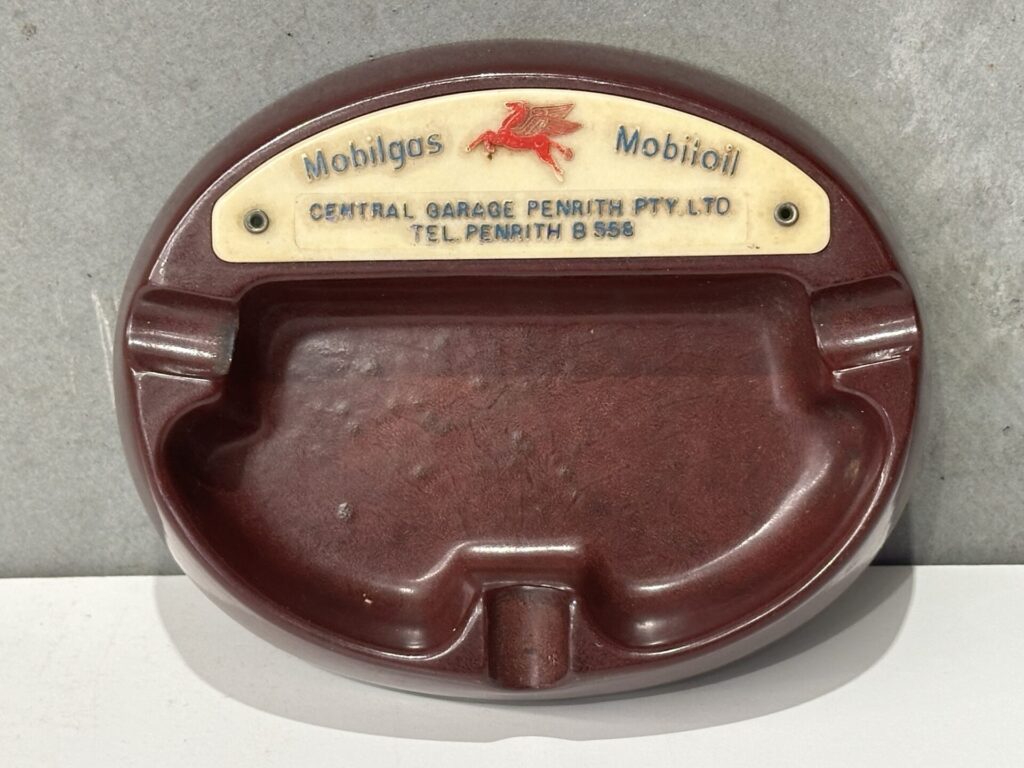 Mobilgas Mobiloil
CENTRAL GARAGE PENRITH PTY. LTD
TEL. PENRITH B 558